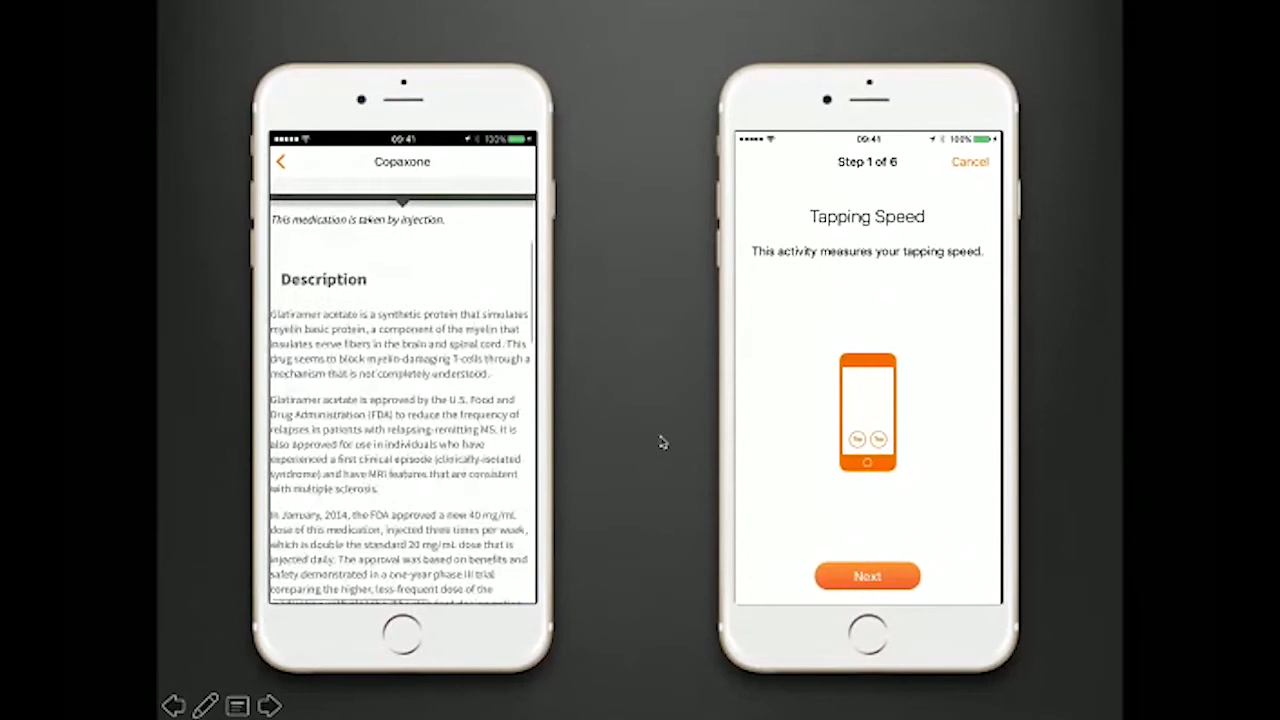 09:41
100%
Copaxone
This medication is taken by injection.
Description
Glatiramer acetate is a synthetic protein that simulates
myelin basic protein, a component of the myelin that
insulates nerve fibers in the brain and spinal cord. This
drug seems to block myelin-damaging T-cells through a
mechanism that is not completely understood.
Glatiramer acetate is approved by the U.S. Food and
Drug Administration (FDA) to reduce the frequency of
relapses in patients with relapsing-remitting MS. It is
also approved for use in individuals who have
experienced a first clinical episode (clinically-isolated
syndrome) and have MRI features that are consistent
with multiple sclerosis.
In January, 2014, the FDA approved a new 40 mg/mL
dose of this medication, injected three times per week,
which is double the standard 20 mg/mL dose that is
injected daily. The approval was based on benefits and
safety demonstrated in a one-year phase III trial
comparing the higher, less-frequent dose of the
09:41
100%
Step 1 of 6
Cancel
Tapping Speed
This activity measures your tapping speed.
Tap Tap
Next